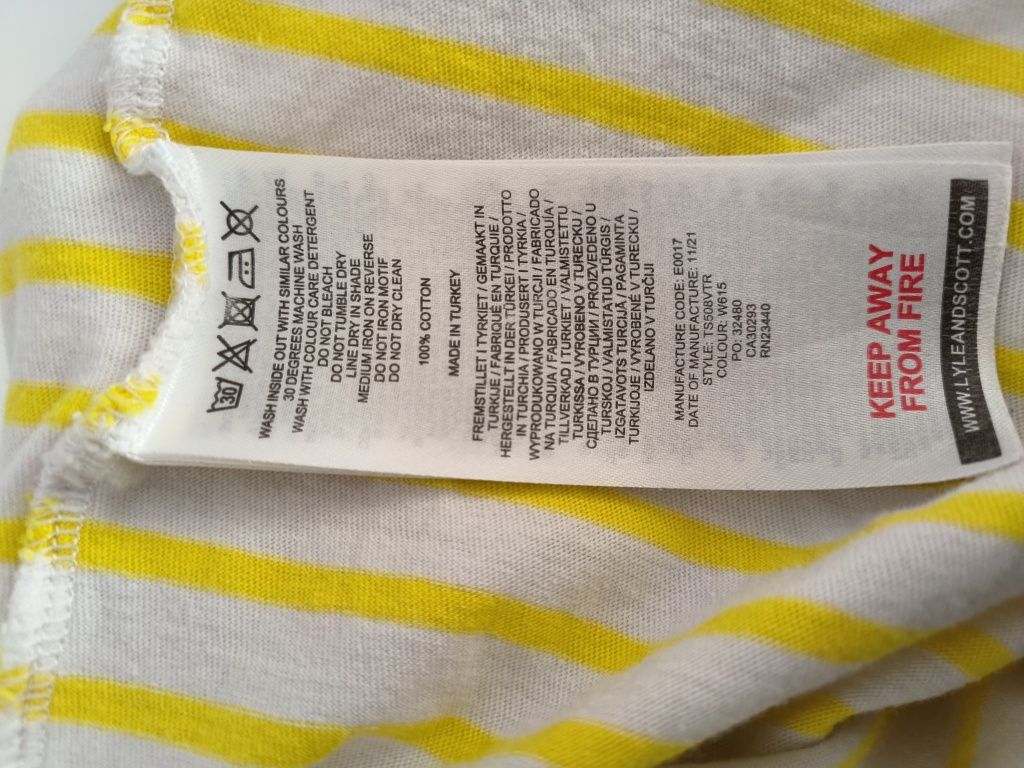 30
WASH INSIDE OUT WITH SIMILAR COLOURS
30 DEGREES MACHINE WASH
WASH WITH COLOUR CARE DETERGENT
DO NOT BLEACH
DO NOT TUMBLE DRY
LINE DRY IN SHADE
MEDIUM IRON ON REVERSE
DO NOT IRON MOTIF
DO NOT DRY CLEAN
100% COTTON
MADE IN TURKEY
FREMSTILLET I TYRKIET / GEMAAKT IN
TURKIJE / FABRIQUÉ EN TURQUIE /
HERGESTELLT IN DER TÜRKEI / PRODOTTO
IN TURCHIA / PRODUSERT I TYRKIA /
WYPRODUKOWANO W TURCJI / FABRICADO
NA TURQUIA / FABRICADO EN TURQUÍA /
TILLVERKAD I TURKIET / VALMISTETTU
TURKISSA / VYROBENO V TURECKU /
СДЕЛАНО В ТУРЦИИ / PROIZVEDENO U
TURSKOJ / VALMISTATUD TURGIS /
IZGATAVOTS TURCIJĀ / PAGAMINTA
TURKIJOJE / VYROBENÉ V TURECKU /
IZDELANO V TURČIJI
MANUFACTURE CODE: E0017
DATE OF MANUFACTURE: 11/21
STYLE: TS508VTR
COLOUR: W615
PO: 32480
CA30293
RN23440
KEEP AWAY
FROM FIRE
WWW.LYLEANDSCOTT.COM